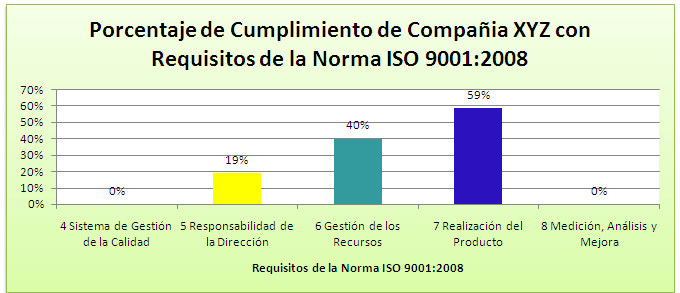 Porcentaje de Cumplimiento de Compañia XYZ con
Requisitos de la Norma ISO 9001:2008
70%
60%
50%
40%
30%
20%
10%
0%
0%
19%
40%
59%
0%
4 Sistema de Gestión
de la Calidad
5 Responsabilidad de
la Dirección
6 Gestión de los
Recursos
7 Realización del
Producto
8 Medición, Análisis y
Mejora
Requisitos de la Norma ISO 9001:2008